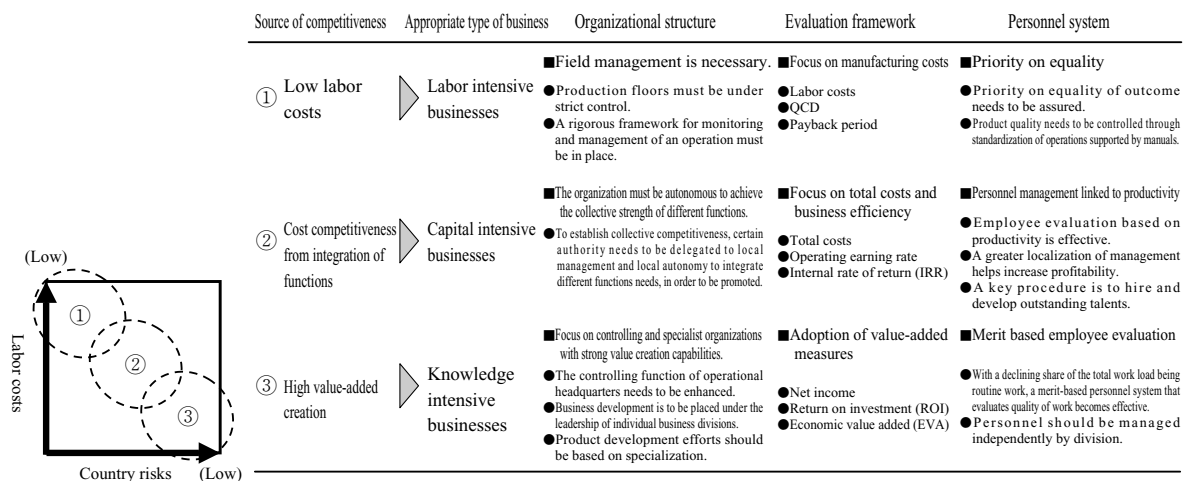 Source of competitiveness
Appropriate type of business
Organizational structure
Evaluation framework
Personnel system
① Low labor
costs
Labor intensive
businesses
■Field management is necessary.
●Production floors must be under
strict control.
●A rigorous framework for monitoring
and management of an operation must
be in place.
■Focus on manufacturing costs
●Labor costs
●QCD
●Payback period
■Priority on equality
●Priority on equality of outcome
needs to be assured.
●Product quality needs to be controlled through
standardization of operations supported by manuals.
② Cost competitiveness
from integration of
functions
Capital intensive
businesses
■The organization must be autonomous to achieve
the collective strength of different functions.
●To establish collective competitiveness, certain
authority needs to be delegated to local
management and local autonomy to integrate
different functions needs, in order to be promoted.
■Focus on total costs and
business efficiency
●Total costs
●Operating earning rate
●Internal rate of return (IRR)
■Personnel management linked to productivity
●Employee evaluation based on
productivity is effective.
●A greater localization of management
helps increase profitability.
●A key procedure is to hire and
develop outstanding talents.
③ High value-added
creation
Knowledge
intensive
businesses
■Focus on controlling and specialist organizations
with strong value creation capabilities.
●The controlling function of operational
headquarters needs to be enhanced.
●Business development is to be placed under the
leadership of individual business divisions.
●Product development efforts should
be based on specialization.
■Adoption of value-added
measures
●Net income
●Return on investment (ROI)
●Economic value added (EVA)
■Merit based employee evaluation
●With a declining share of the total work load being
routine work, a merit-based personnel system that
evaluates quality of work becomes effective.
●Personnel should be managed
independently by division.
(Low)
Labor costs
①
②
③
Country risks
(Low)